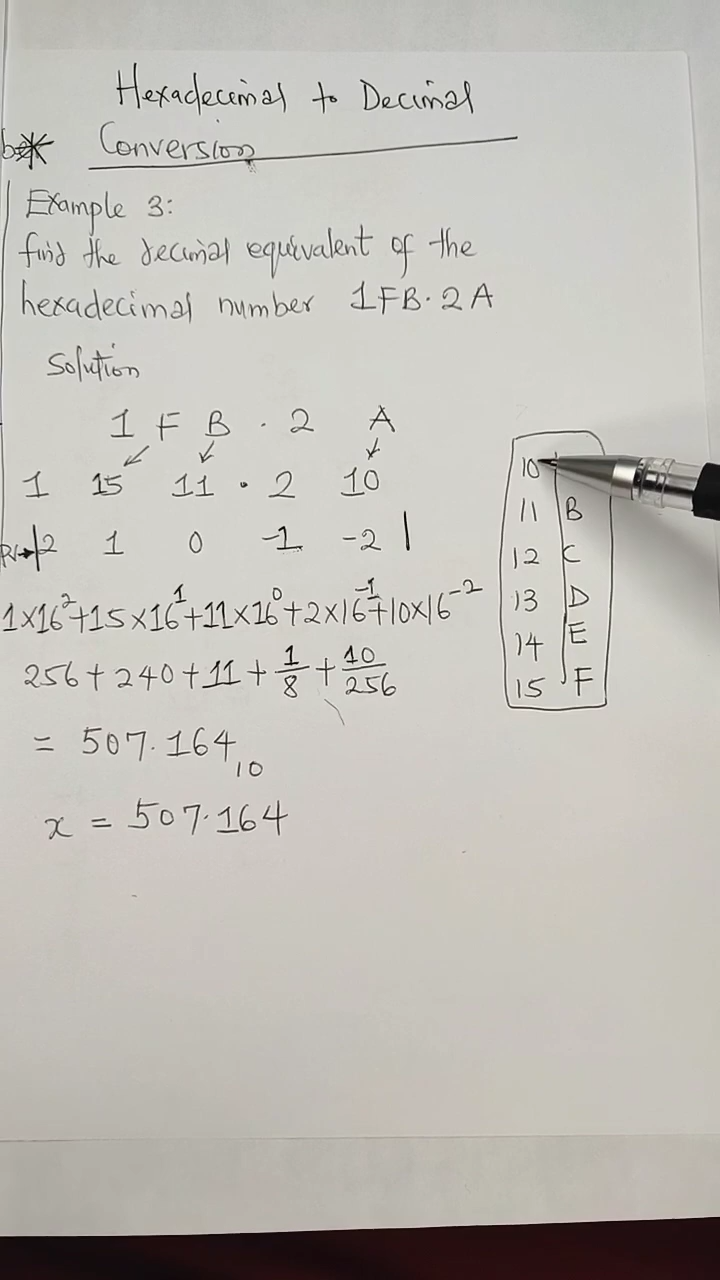 Hexadecimal to Decimal
Conversion
Example 3:
find the decimal equivalent of the
hexadecimal number 1FB.2A
Solution
1 F B . 2 A
1 15 11 . 2 10
2 1 0 -1 -2
1×16²+15×16¹+11×16⁰+2×16⁻¹+10×16⁻²
256+240+11+1/8+10/256
= 507.164₁₀
x = 507.164
10
11 B
12 C
13 D
14 E
15 F